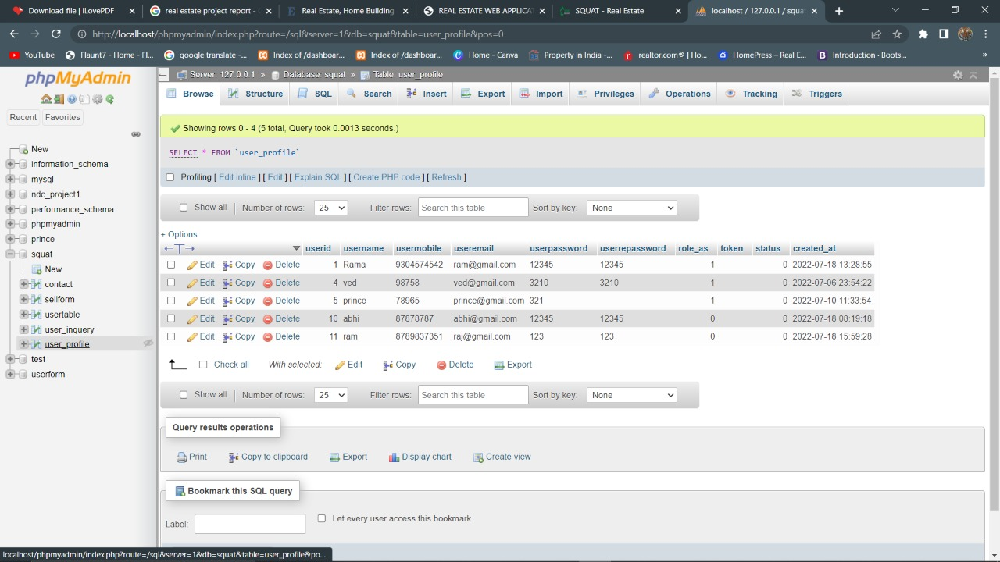 Download file | iLovePDF
real estate project report -
Real Estate, Home Building
REAL ESTATE WEB APPLICA
SQUAT - Real Estate
localhost / 127.0.0.1 / squa
http://localhost/phpmyadmin/index.php?route=/sql&server=1&db=squat&table=user_profile&pos=0
YouTube Flaunt7 - Home - Fl... google translate -... Index of /dashboar... Index of /dashboar... Home - Canva Property in India -... realtor.com® | Ho... HomePress – Real E... Introduction · Boots... »
phpMyAdmin
Recent Favorites
New
information_schema
mysql
ndc_project1
performance_schema
phpmyadmin
prince
squat
New
contact
sellform
usertable
user_inquery
user_profile
test
userform
Server: 127.0.0.1 » Database: squat » Table: user_profile
Browse Structure SQL Search Insert Export Import Privileges Operations Tracking Triggers
Showing rows 0 - 4 (5 total, Query took 0.0013 seconds.)
SELECT * FROM `user_profile`
Profiling [ Edit inline ] [ Edit ] [ Explain SQL ] [ Create PHP code ] [ Refresh ]
Show all Number of rows: 25 Filter rows: Search this table Sort by key: None
+ Options
userid username usermobile useremail userpassword userrepassword role_as token status created_at
Edit Copy Delete 1 Rama 9304574542 ram@gmail.com 12345 12345 1 0 2022-07-18 13:28:55
Edit Copy Delete 4 ved 98758 ved@gmail.com 3210 3210 1 0 2022-07-06 23:54:22
Edit Copy Delete 5 prince 78965 prince@gmail.com 321 1 0 2022-07-10 11:33:54
Edit Copy Delete 10 abhi 87878787 abhi@gmail.com 12345 12345 0 0 2022-07-18 08:19:18
Edit Copy Delete 11 ram 8789837351 raj@gmail.com 123 123 0 0 2022-07-18 15:59:28
Check all With selected: Edit Copy Delete Export
Show all Number of rows: 25 Filter rows: Search this table Sort by key: None
Query results operations
Print Copy to clipboard Export Display chart Create view
Bookmark this SQL query
Label: Let every user access this bookmark
localhost/phpmyadmin/index.php?route=/sql&server=1&db=squat&table=user_profile&po...